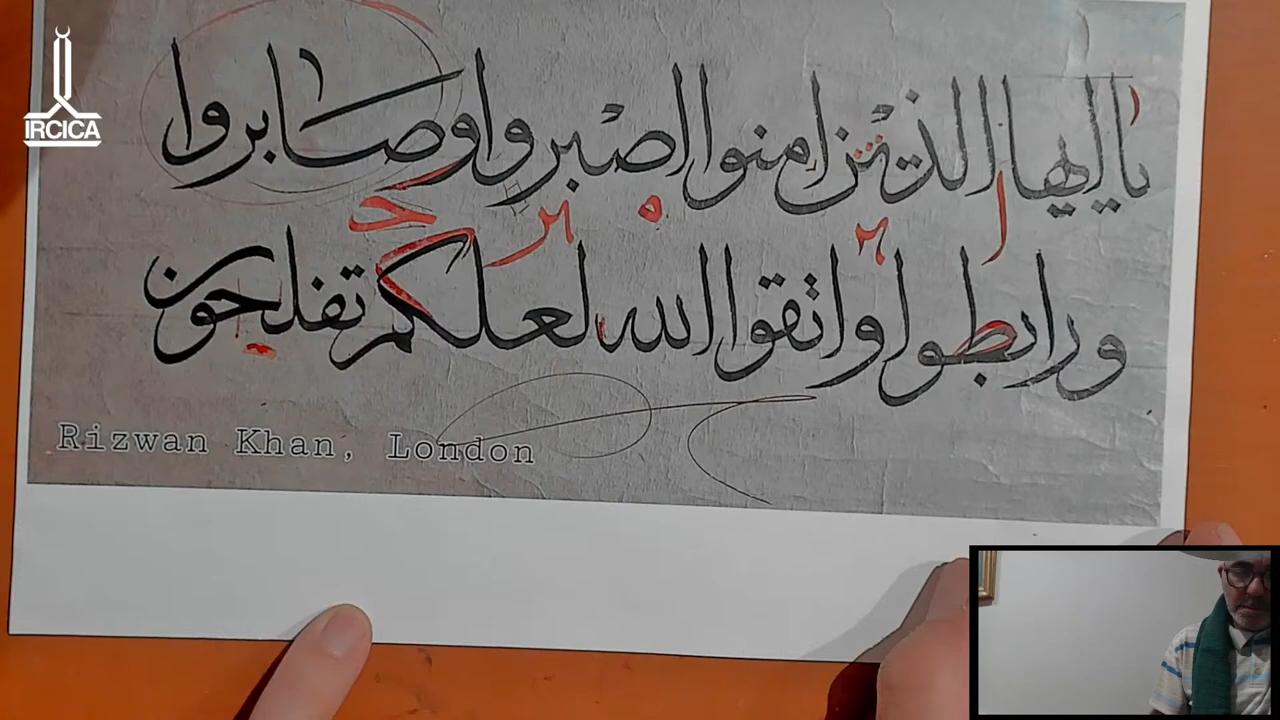 IRCICA
يا ايها الذين امنوا اصبروا وصابروا
ورابطوا واتقوا الله لعلكم تفلحون
Rizwan Khan, London